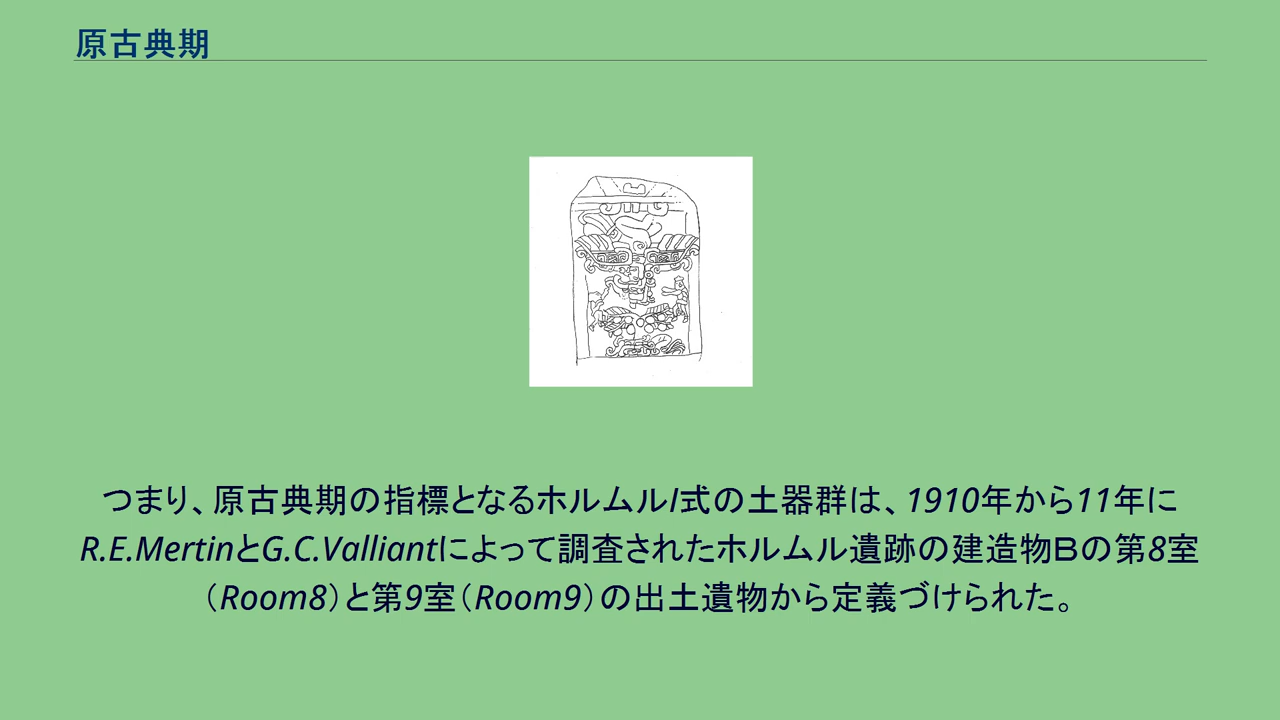 原古典期
つまり、原古典期の指標となるホルムルI式の土器群は、1910年から11年に
R.E.MertinとG.C.Valliantによって調査されたホルムル遺跡の建造物Bの第8室
（Room8）と第9室（Room9）の出土遺物から定義づけられた。